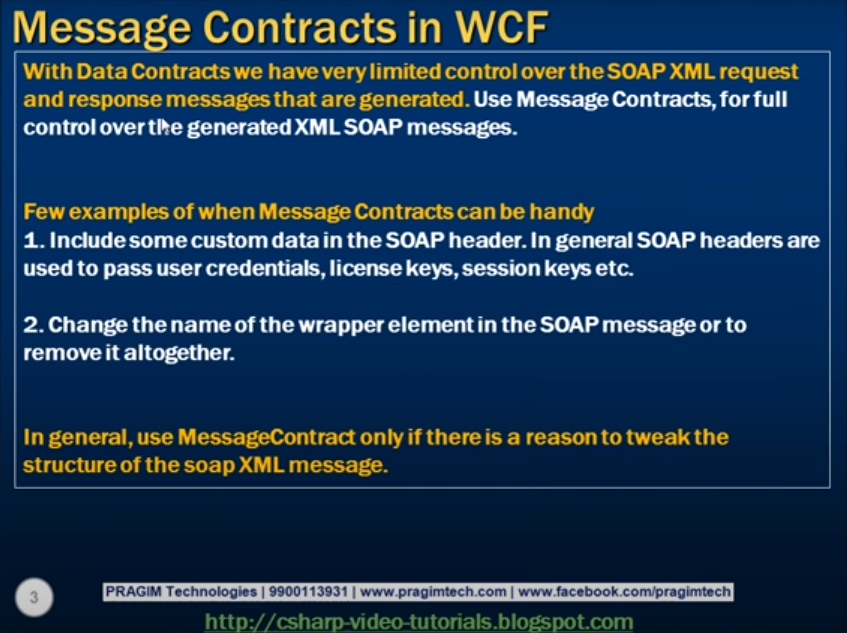 Message Contracts in WCF
With Data Contracts we have very limited control over the SOAP XML request
and response messages that are generated. Use Message Contracts, for full
control over the generated XML SOAP messages.
Few examples of when Message Contracts can be handy
1. Include some custom data in the SOAP header. In general SOAP headers are
used to pass user credentials, license keys, session keys etc.
2. Change the name of the wrapper element in the SOAP message or to
remove it altogether.
In general, use MessageContract only if there is a reason to tweak the
structure of the soap XML message.
3
PRAGIM Technologies | 9900113931 | www.pragimtech.com | www.facebook.com/pragimtech
http://csharp-video-tutorials.blogspot.com